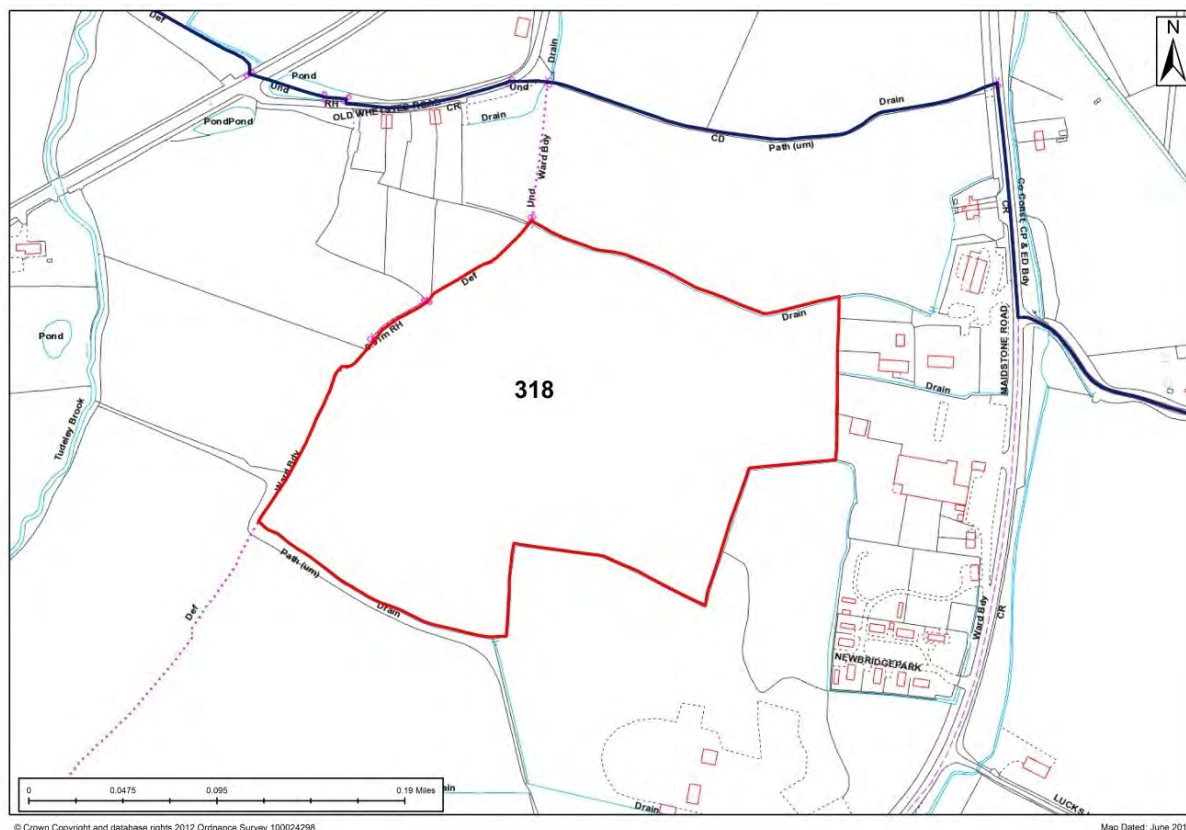 N
Def
Und
Pond
RH
OLD WHETSTED ROAD
CR
Und
Drain
Drain
PondPond
Ward Bdy
Und
CD
Path (um)
Drain
CR
Co Const, CP & ED Bdy
Def
0.91m RH
Drain
318
MAIDSTONE ROAD
Drain
Pond
Tudeley Brook
Ward Bdy
Path (um)
Drain
Def
Ward Bdy
CR
NEWBRIDGEPARK
Drain
LUCKS
0 0.0475 0.095 0.19 Miles
© Crown Copyright and database rights 2012 Ordnance Survey 100024298
Map Dated: June 201